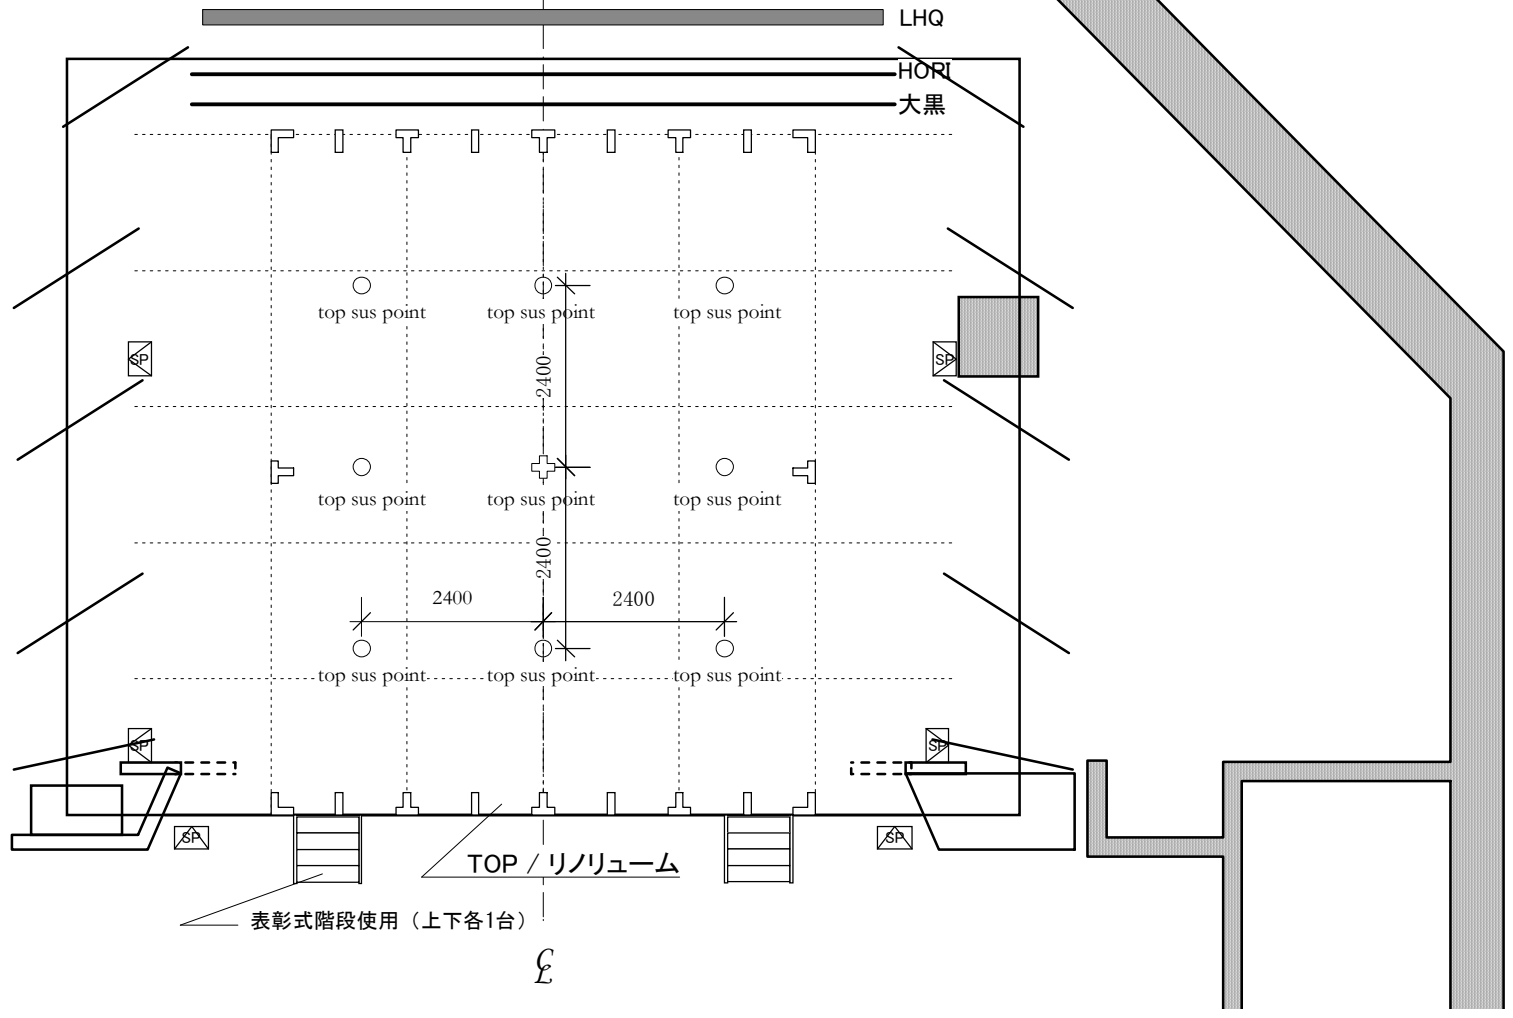 LHQ
HORI
大黒
top sus point top sus point top sus point
2400
SP SP
top sus point top sus point top sus point
2400
2400 2400
top sus point top sus point top sus point
SP SP
SP SP
TOP / リノリューム
表彰式階段使用（上下各1台）
CL